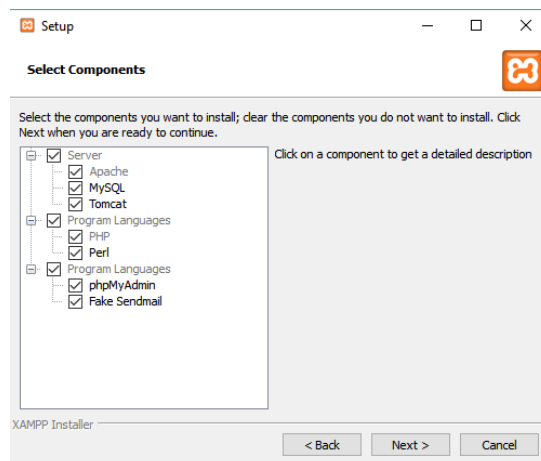 Setup
Select Components
Select the components you want to install; clear the components you do not want to install. Click
Next when you are ready to continue.
Server
Apache
MySQL
Tomcat
Program Languages
PHP
Perl
Program Languages
phpMyAdmin
Fake Sendmail
Click on a component to get a detailed description
XAMPP Installer
< Back
Next >
Cancel